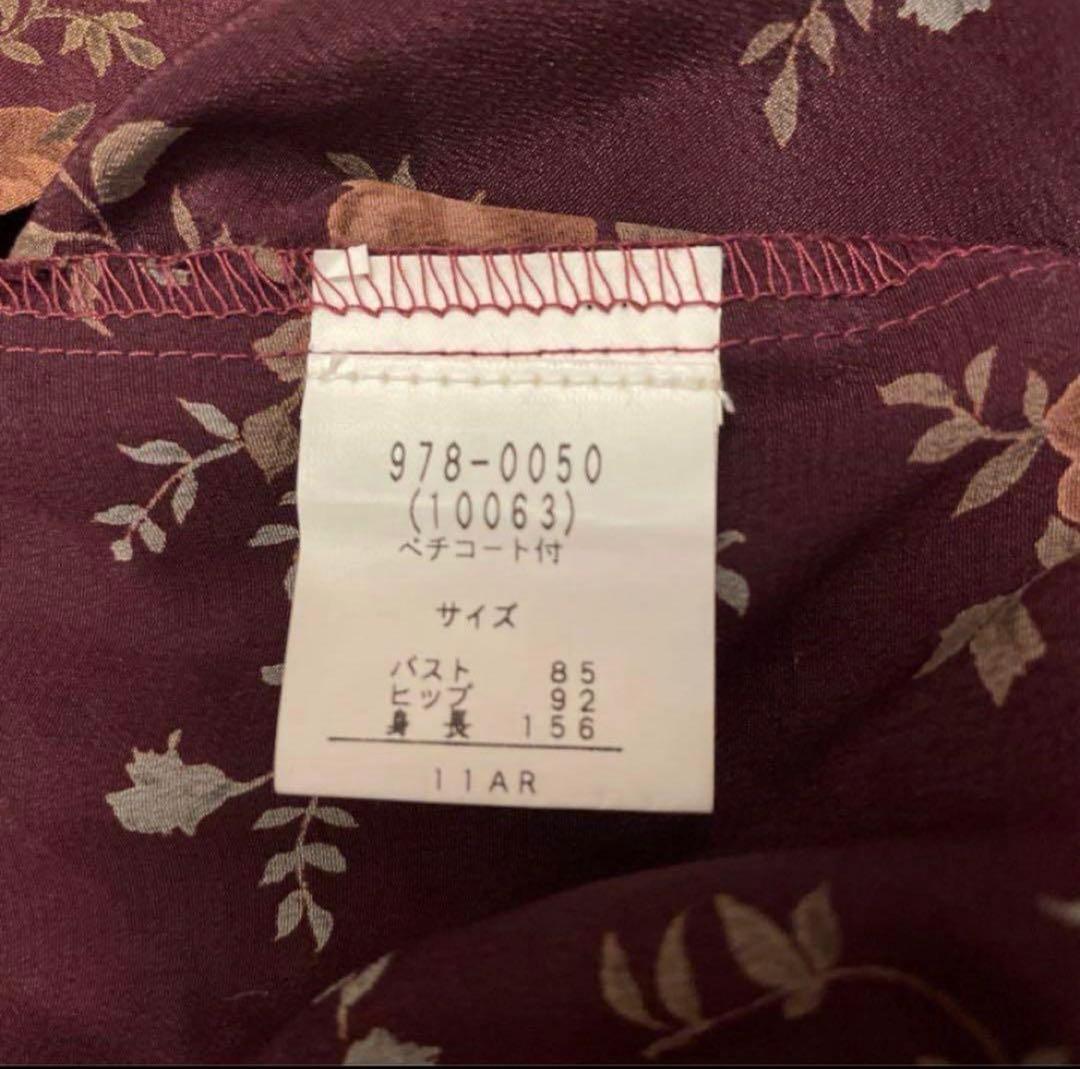 978-0050
(10063)
ペチコート付
サイズ
バスト 85
ヒップ 92
身長 156
11AR